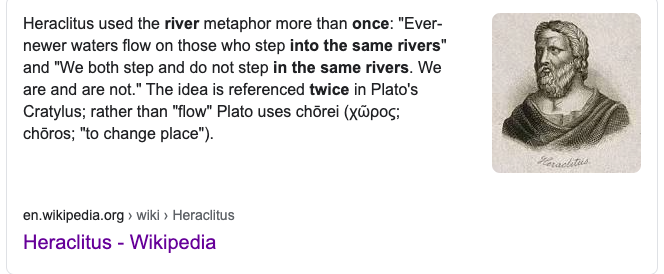 Heraclitus used the river metaphor more than once: "Ever-
newer waters flow on those who step into the same rivers"
and "We both step and do not step in the same rivers. We
are and are not." The idea is referenced twice in Plato's
Cratylus; rather than "flow" Plato uses chōrei (χῶρος;
chōros; "to change place").
Heraclitus.
en.wikipedia.org › wiki › Heraclitus
Heraclitus - Wikipedia